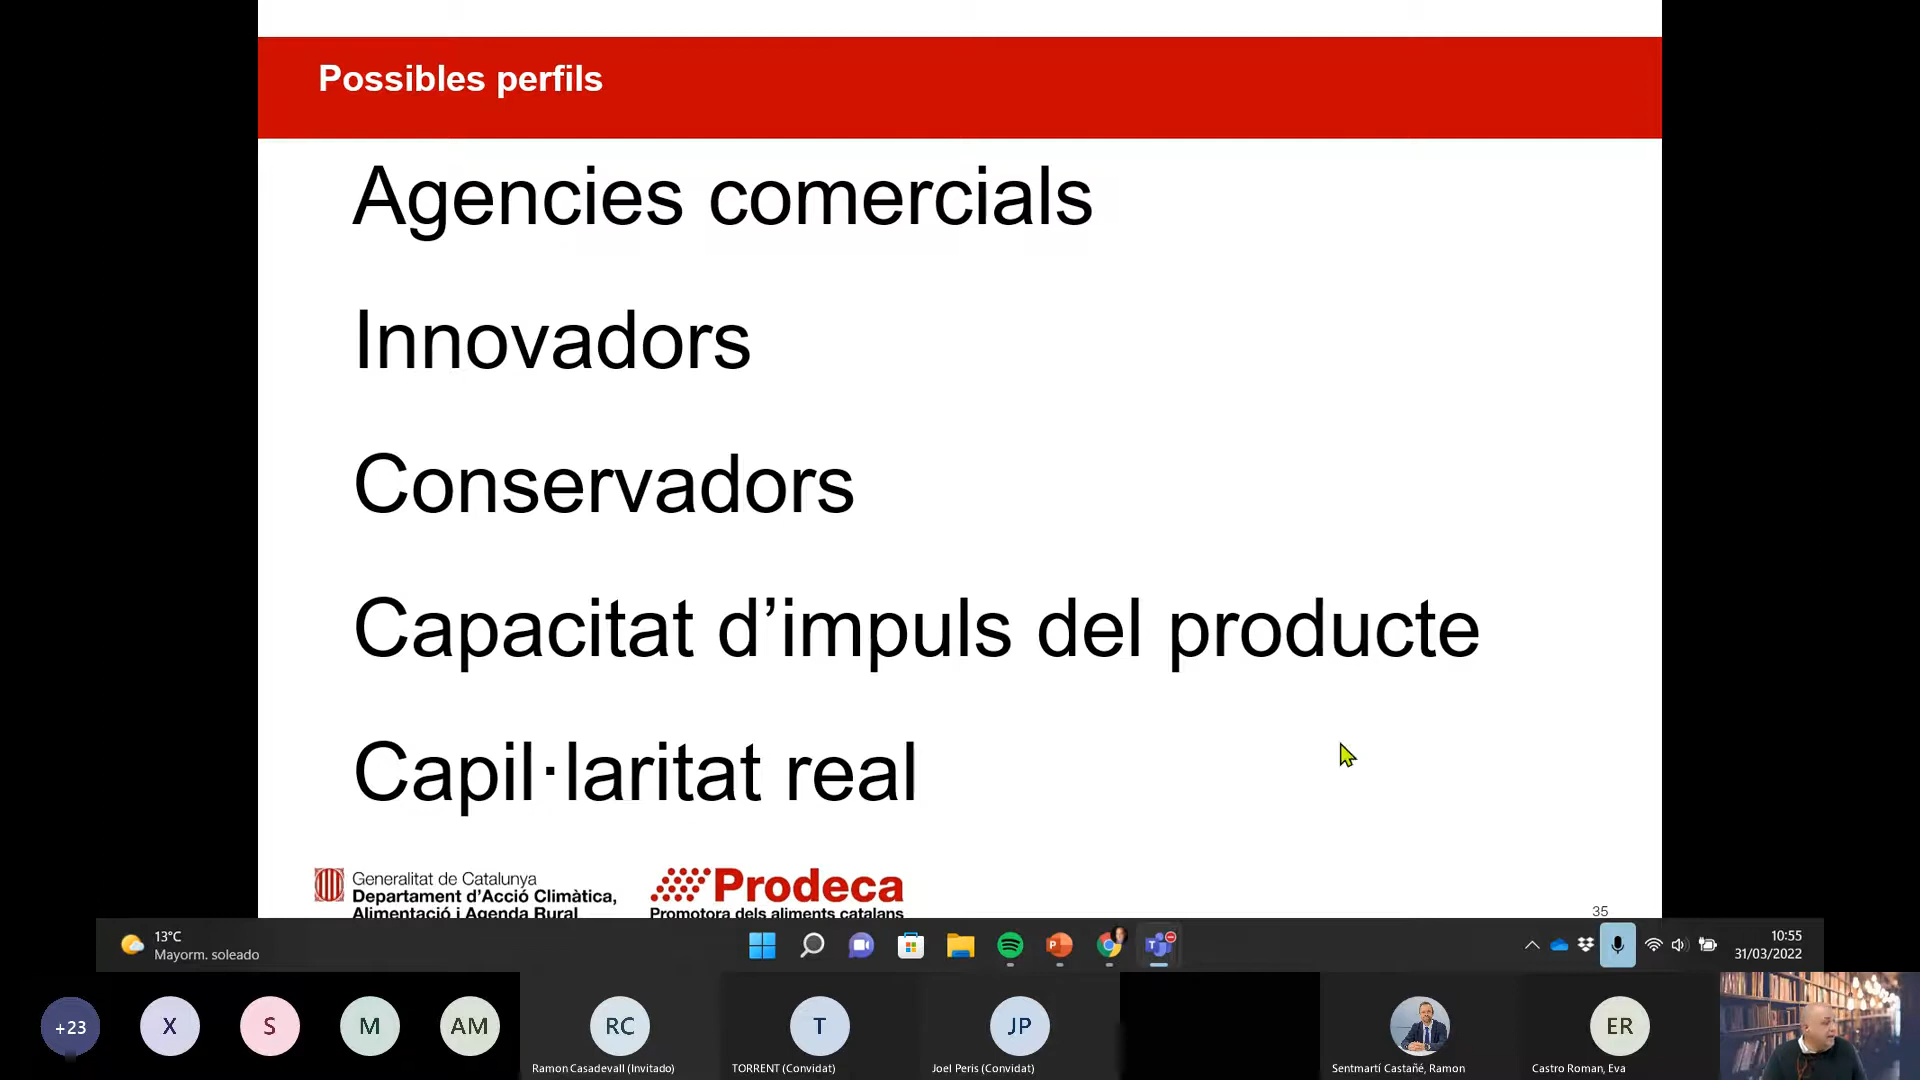 Possibles perfils
Agencies comercials
Innovadors
Conservadors
Capacitat d’impuls del producte
Capil·laritat real
Generalitat de Catalunya
Departament d’Acció Climàtica,
Alimentació i Agenda Rural
Prodeca
Promotora dels aliments catalans
35
13°C
Mayorm. soleado
10:55
31/03/2022
+23
X
S
M
AM
RC
T
JP
ER
Ramon Casadevall (Invitado)
TORRENT (Convidat)
Joel Peris (Convidat)
Sentmartí Castañé, Ramon
Castro Roman, Eva